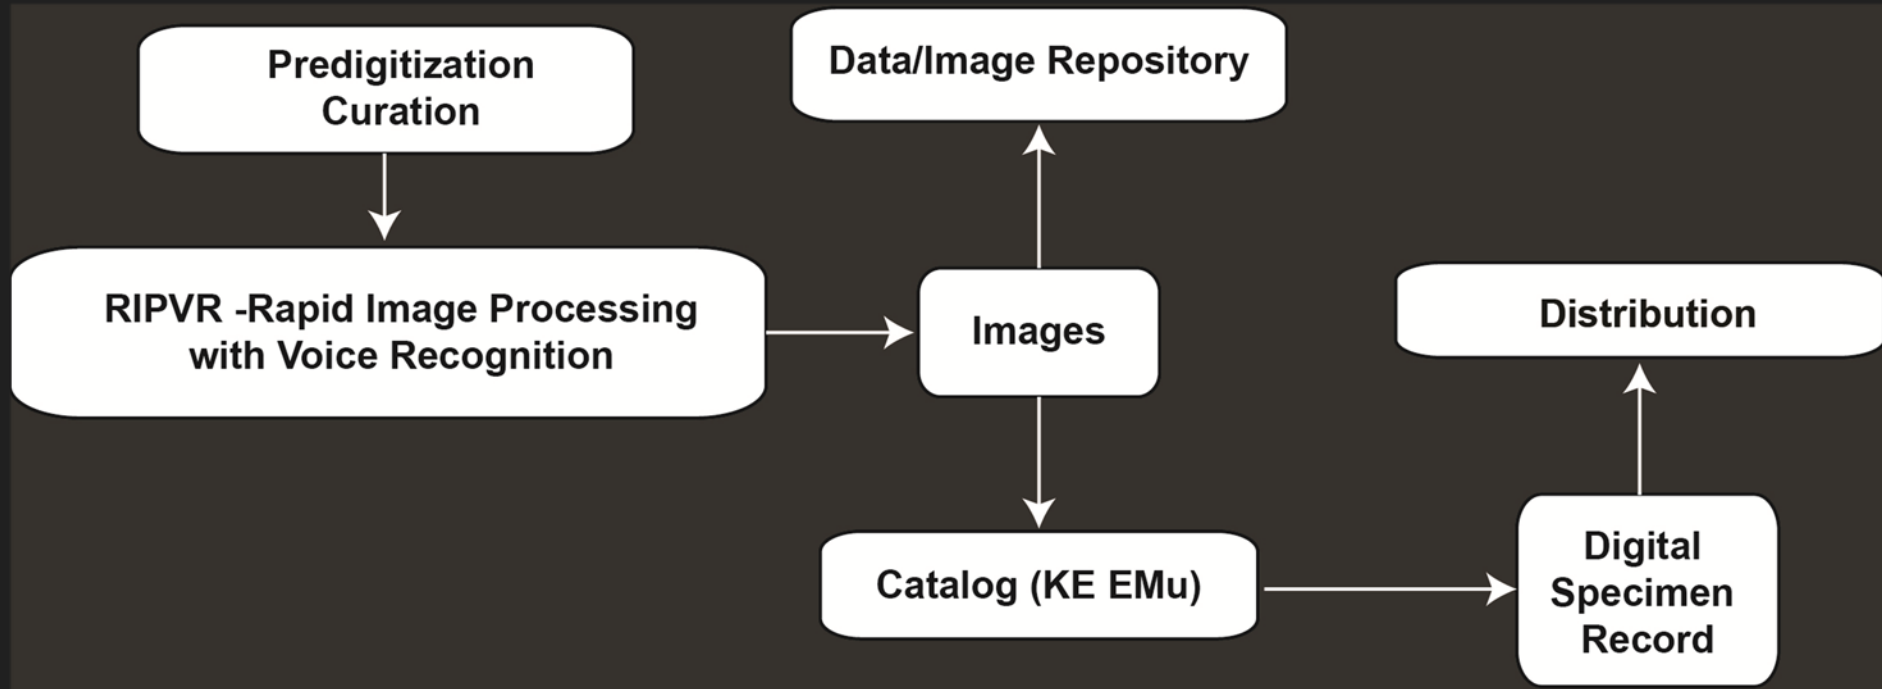 Predigitization
Curation
Data/Image Repository
RIPVR -Rapid Image Processing
with Voice Recognition
Images
Distribution
Catalog (KE EMu)
Digital
Specimen
Record